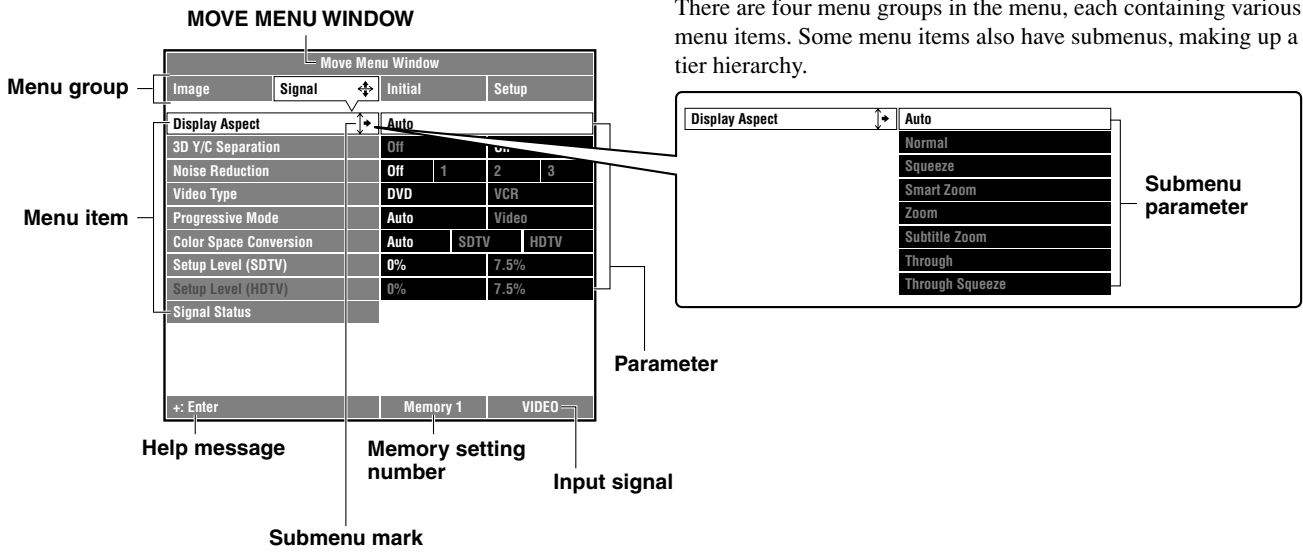 There are four menu groups in the menu, each containing various
menu items. Some menu items also have submenus, making up a
tier hierarchy.
MOVE MENU WINDOW
Move Menu Window
Menu group
Image Signal Initial Setup
Display Aspect Auto
3D Y/C Separation Off On
Noise Reduction Off 1 2 3
Video Type DVD VCR
Menu item
Progressive Mode Auto Video
Color Space Conversion Auto SDTV HDTV
Setup Level (SDTV) 0% 7.5%
Setup Level (HDTV) 0% 7.5%
Signal Status
Parameter
+: Enter Memory 1 VIDEO
Help message
Memory setting
number
Input signal
Submenu mark
Display Aspect Auto
Normal
Squeeze
Smart Zoom
Zoom
Subtitle Zoom
Through
Through Squeeze
Submenu
parameter